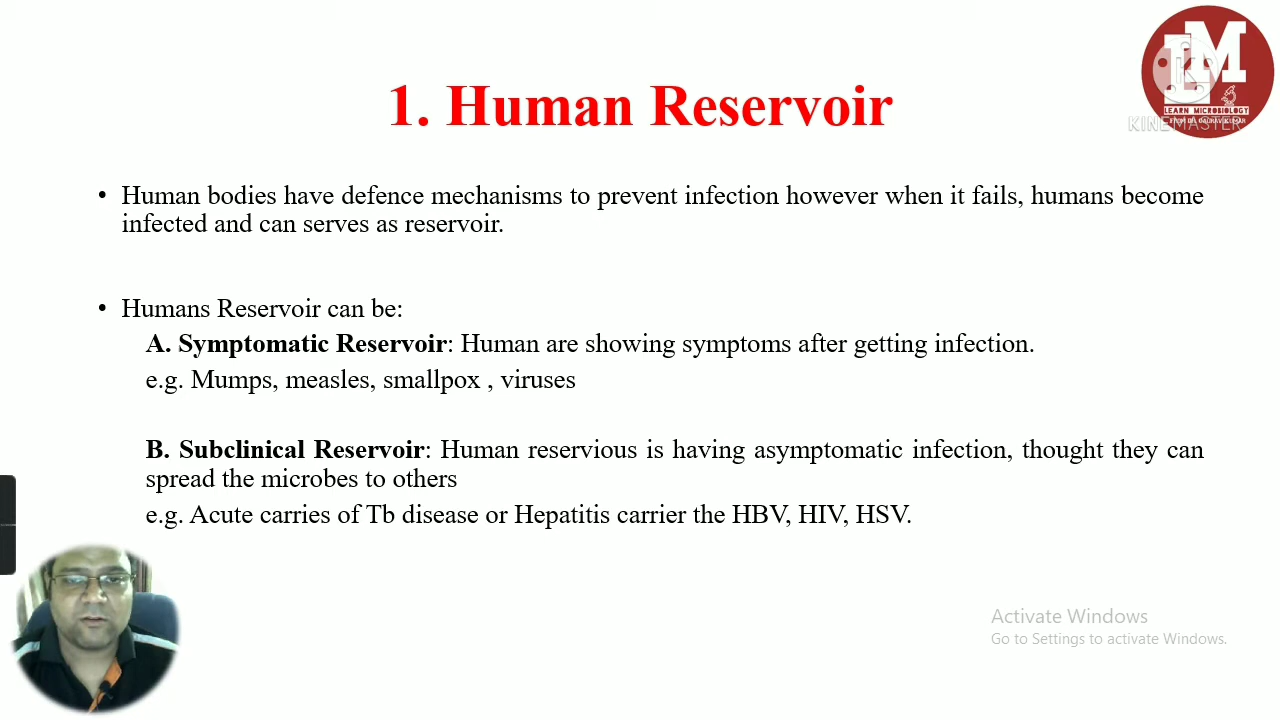 LM
LEARN MICROBIOLOGY
KINEMASTER
1. Human Reservoir
• Human bodies have defence mechanisms to prevent infection however when it fails, humans become
infected and can serves as reservoir.
• Humans Reservoir can be:
A. Symptomatic Reservoir: Human are showing symptoms after getting infection.
e.g. Mumps, measles, smallpox , viruses
B. Subclinical Reservoir: Human reservious is having asymptomatic infection, thought they can
spread the microbes to others
e.g. Acute carries of Tb disease or Hepatitis carrier the HBV, HIV, HSV.
Activate Windows
Go to Settings to activate Windows.